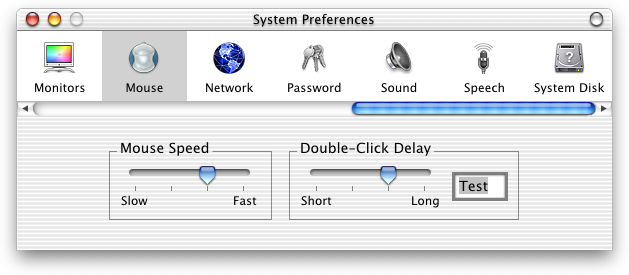 System Preferences
Monitors Mouse Network Password Sound Speech System Disk
Mouse Speed Double-Click Delay
Test
Slow Fast Short Long